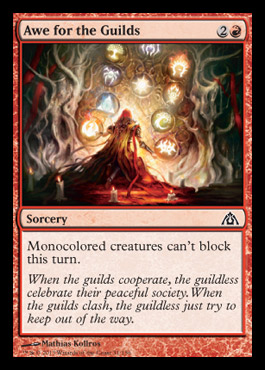 Awe for the Guilds 2
Sorcery
Monocolored creatures can't block
this turn.
When the guilds cooperate, the guildless
celebrate their peaceful society. When
the guilds clash, the guildless just try to
keep out of the way.
Mathias Kollros